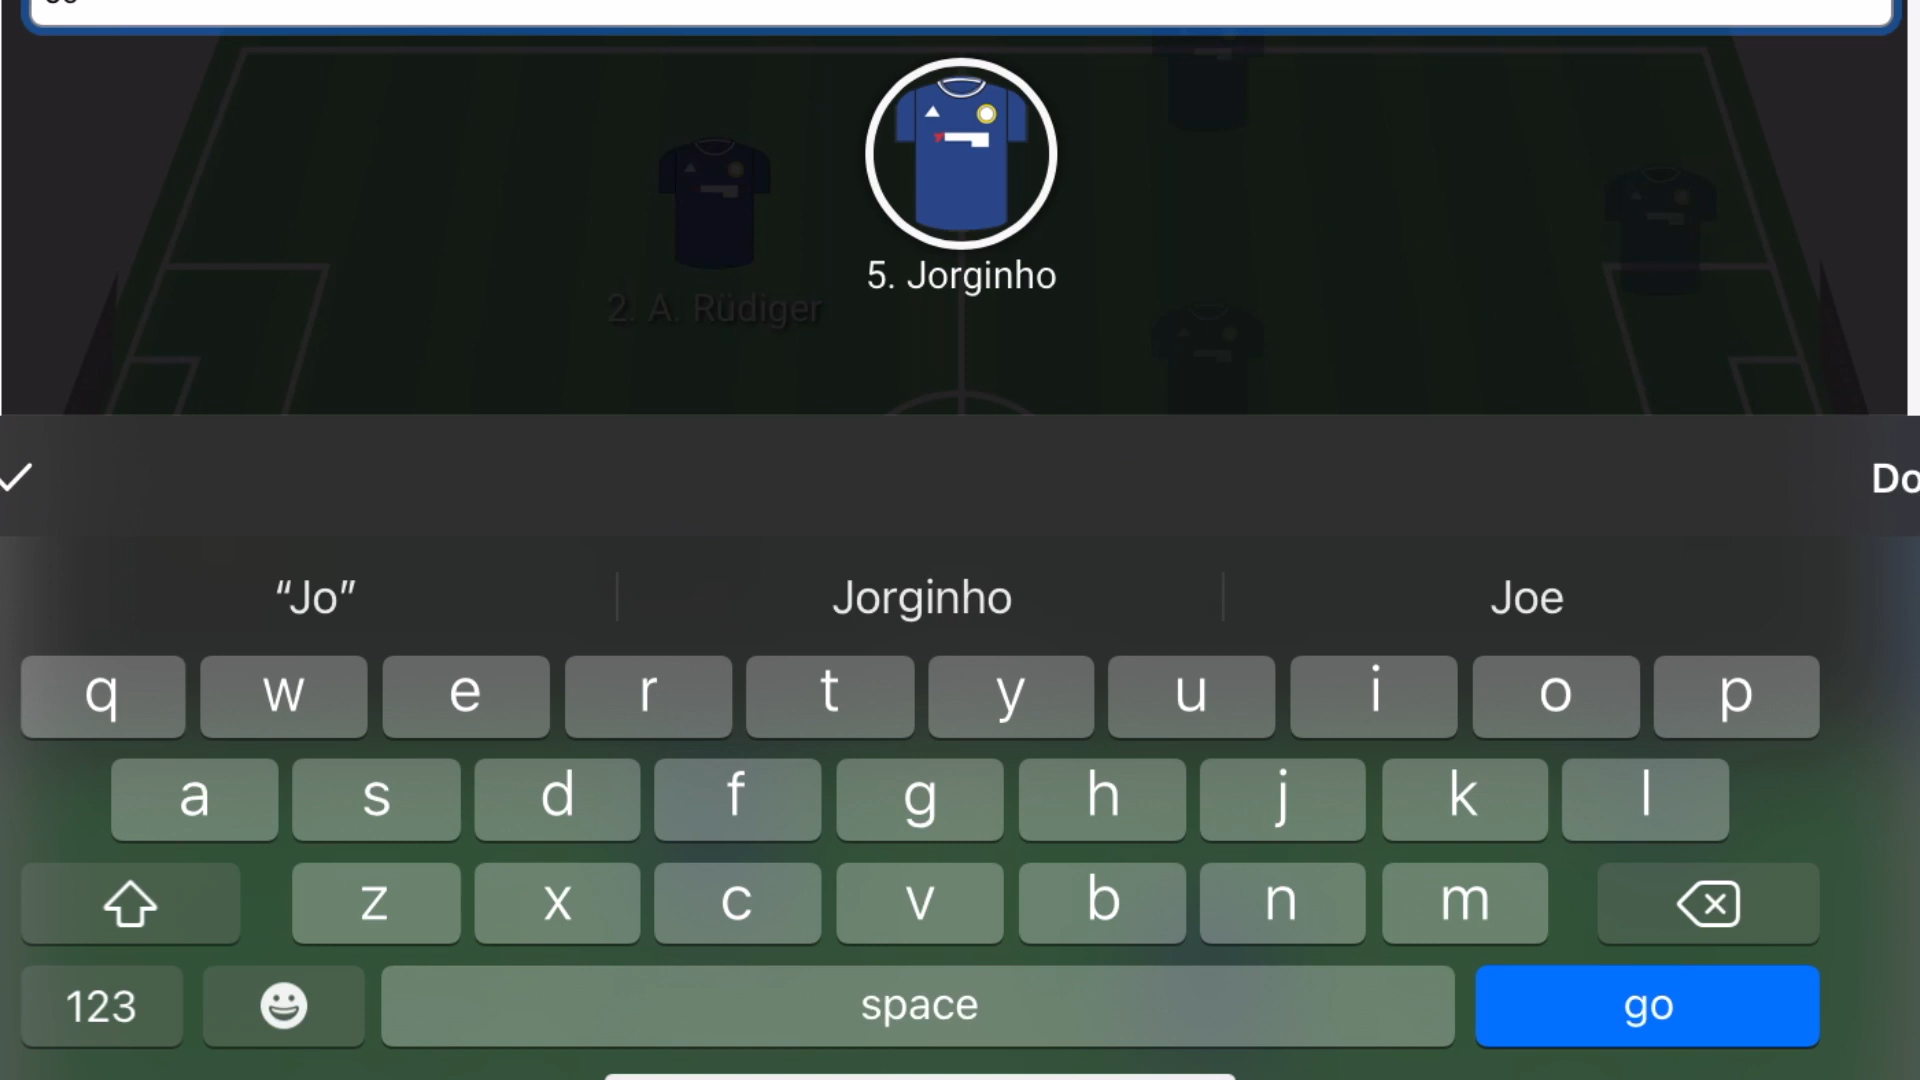 5. Jorginho
2. A. Rüdiger
Do
“Jo” Jorginho Joe
q w e r t y u i o p
a s d f g h j k l
z x c v b n m
123 space go